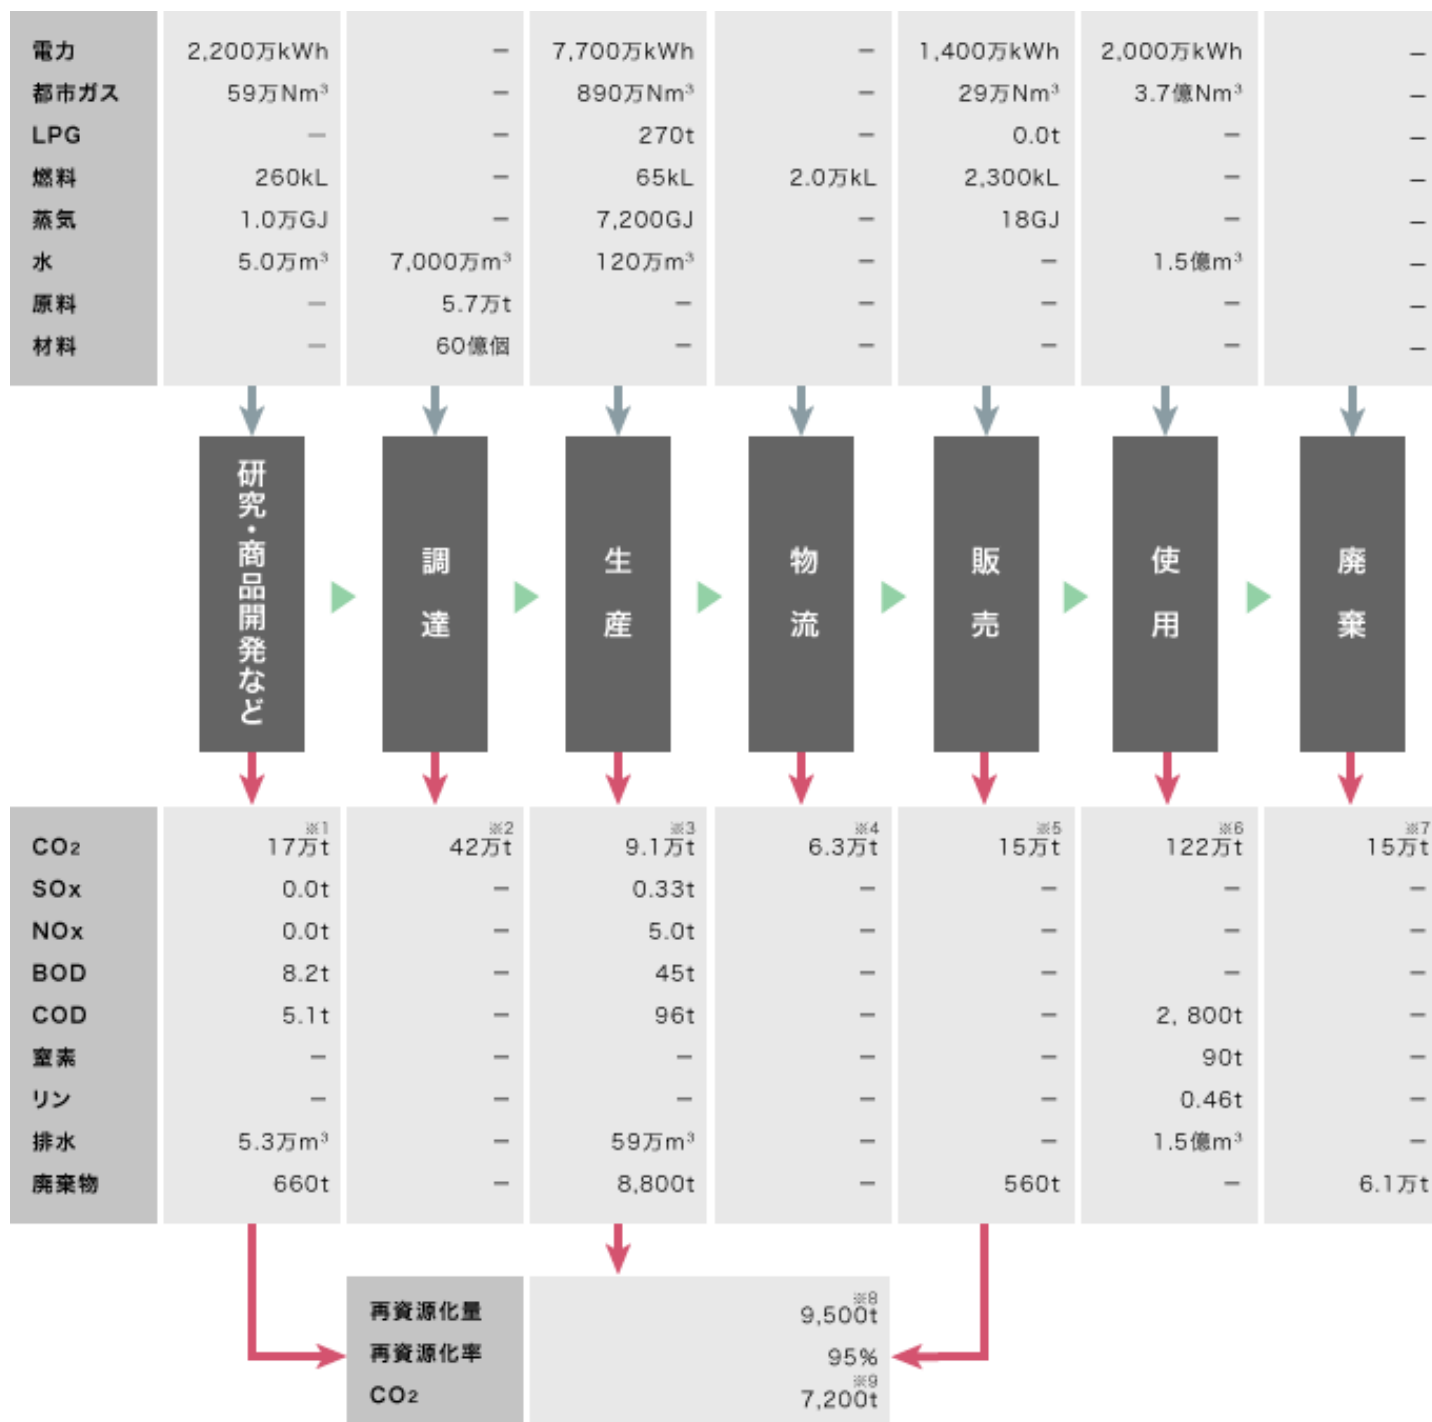 電力 2,200万kWh － 7,700万kWh － 1,400万kWh 2,000万kWh －
都市ガス 59万Nm³ － 890万Nm³ － 29万Nm³ 3.7億Nm³ －
LPG － － 270t － 0.0t － －
燃料 260kL － 65kL 2.0万kL 2,300kL － －
蒸気 1.0万GJ － 7,200GJ － 18GJ － －
水 5.0万m³ 7,000万m³ 120万m³ － － 1.5億m³ －
原料 － 5.7万t － － － － －
材料 － 60億個 － － － － －
研究・商品開発など
調達
生産
物流
販売
使用
廃棄
CO₂ 17万t※1 42万t※2 9.1万t※3 6.3万t※4 15万t※5 122万t※6 15万t※7
SOx 0.0t － 0.33t － － － －
NOx 0.0t － 5.0t － － － －
BOD 8.2t － 45t － － － －
COD 5.1t － 96t － － 2, 800t －
窒素 － － － － － 90t －
リン － － － － － 0.46t －
排水 5.3万m³ － 59万m³ － － 1.5億m³ －
廃棄物 660t － 8,800t － 560t － 6.1万t
再資源化量 9,500t※8
再資源化率 95%
CO₂ 7,200t※9